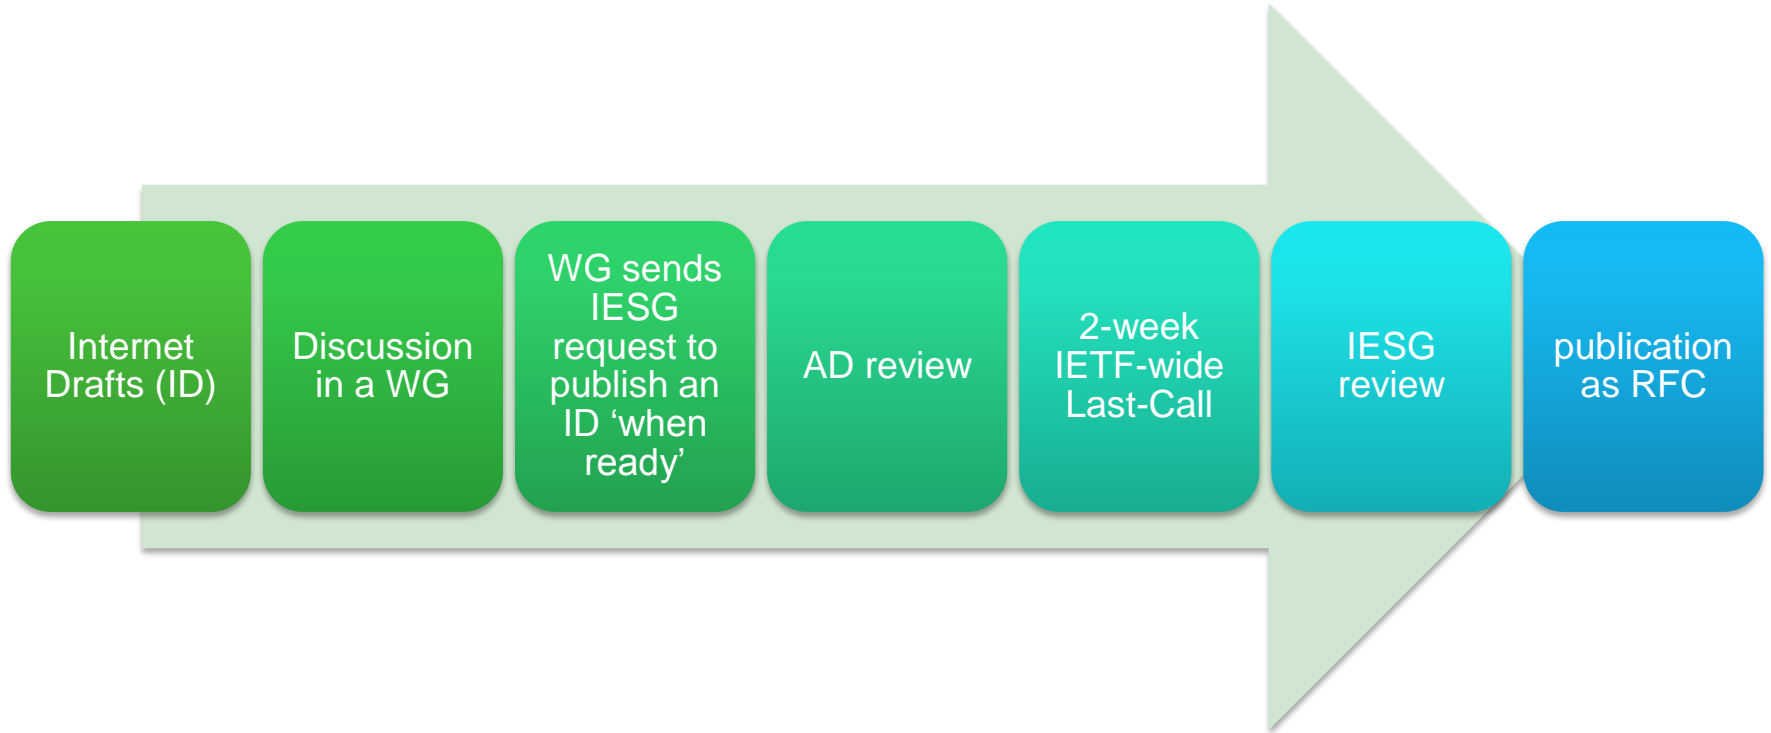 Internet
Drafts (ID)
Discussion
in a WG
WG sends
IESG
request to
publish an
ID ‘when
ready’
AD review
2-week
IETF-wide
Last-Call
IESG
review
publication
as RFC